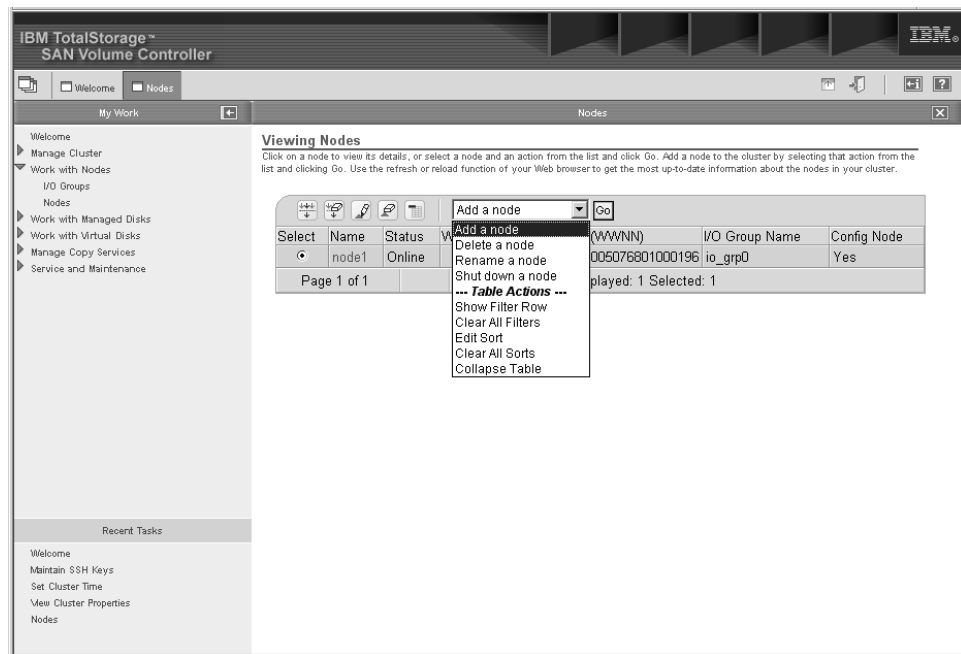 IBM TotalStorage™
SAN Volume Controller
IBM®
Welcome
Nodes
My Work
Nodes
Welcome
Manage Cluster
Work with Nodes
I/O Groups
Nodes
Work with Managed Disks
Work with Virtual Disks
Manage Copy Services
Service and Maintenance
Recent Tasks
Welcome
Maintain SSH Keys
Set Cluster Time
View Cluster Properties
Nodes
Viewing Nodes
Click on a node to view its details, or select a node and an action from the list and click Go. Add a node to the cluster by selecting that action from the
list and clicking Go. Use the refresh or reload function of your Web browser to get the most up-to-date information about the nodes in your cluster.
Add a node Go
Select Name Status W (WWNN) I/O Group Name Config Node
node1 Online 005076801000196 io_grp0 Yes
Page 1 of 1 played: 1 Selected: 1
Add a node
Delete a node
Rename a node
Shut down a node
--- Table Actions ---
Show Filter Row
Clear All Filters
Edit Sort
Clear All Sorts
Collapse Table